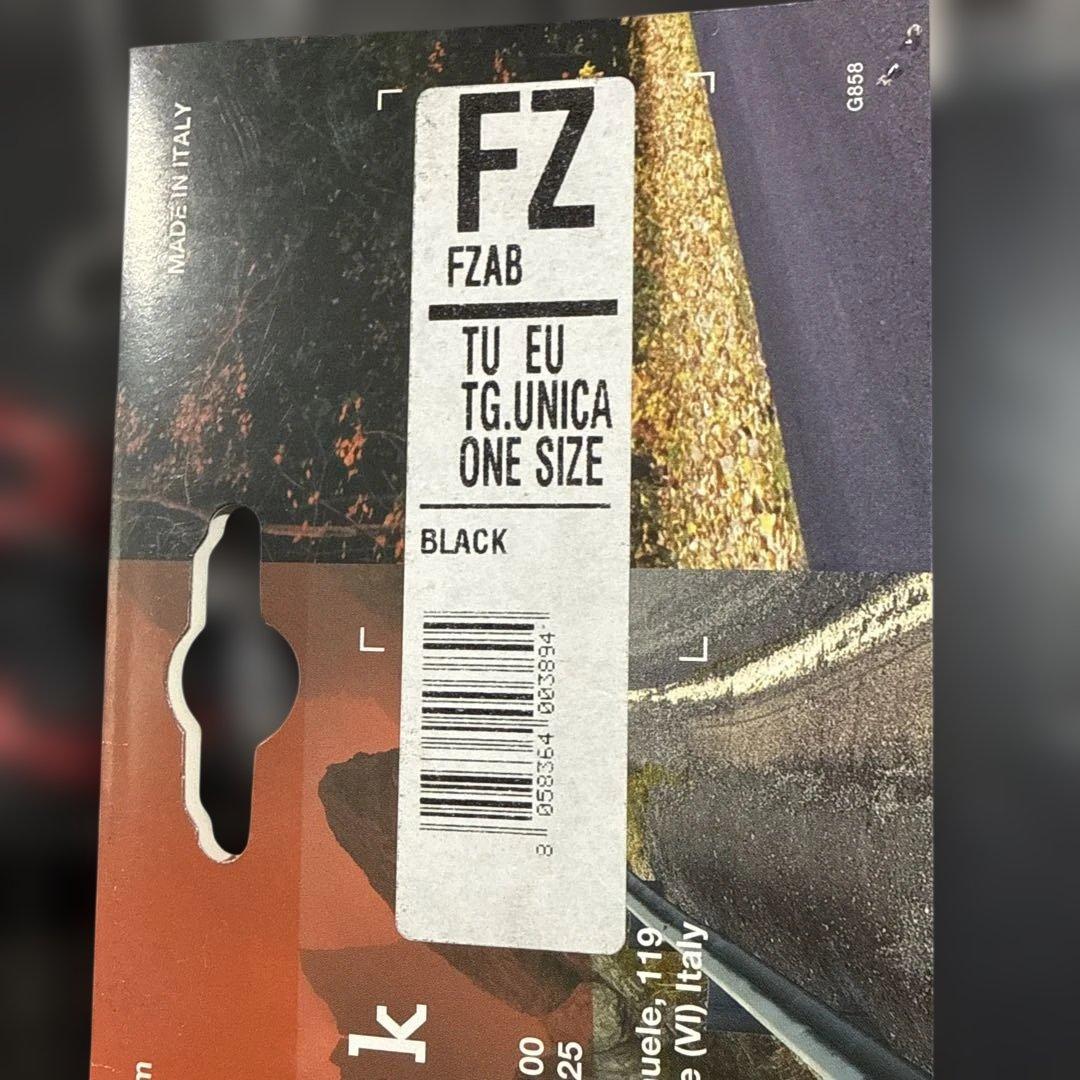 MADE IN ITALY
G858
FZ
FZAB
TU EU
TG.UNICA
ONE SIZE
BLACK
8 058364 003894
k
00
25
uele, 119
e (VI) Italy
m